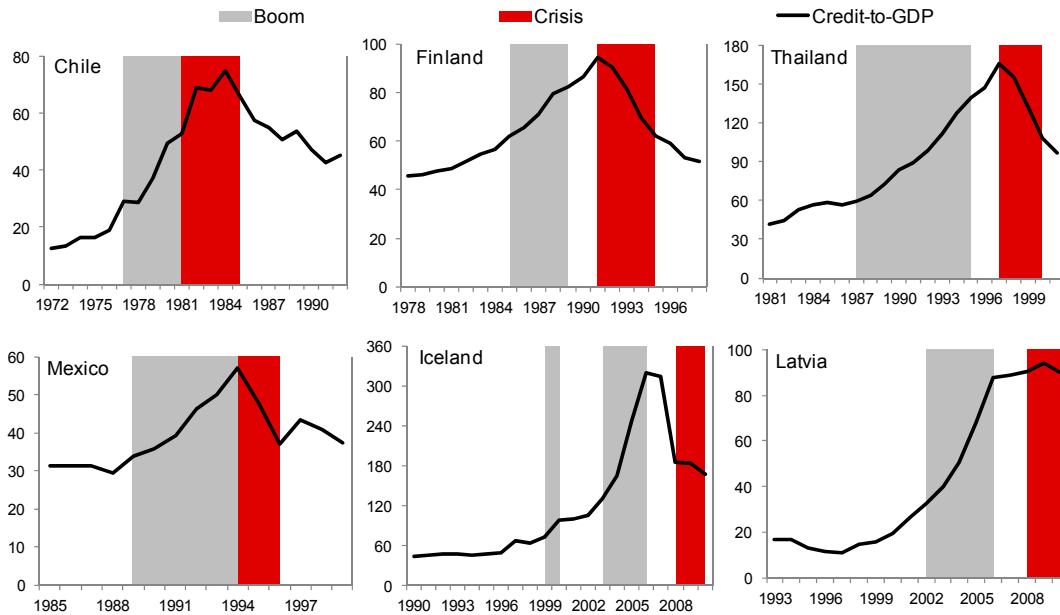 Boom Crisis Credit-to-GDP
Chile
80
60
40
20
0
1972 1975 1978 1981 1984 1987 1990
Finland
100
80
60
40
20
0
1978 1981 1984 1987 1990 1993 1996
Thailand
180
150
120
90
60
30
0
1981 1984 1987 1990 1993 1996 1999
Mexico
60
50
40
30
20
10
0
1985 1988 1991 1994 1997
Iceland
360
300
240
180
120
60
0
1990 1993 1996 1999 2002 2005 2008
Latvia
100
80
60
40
20
0
1993 1996 1999 2002 2005 2008